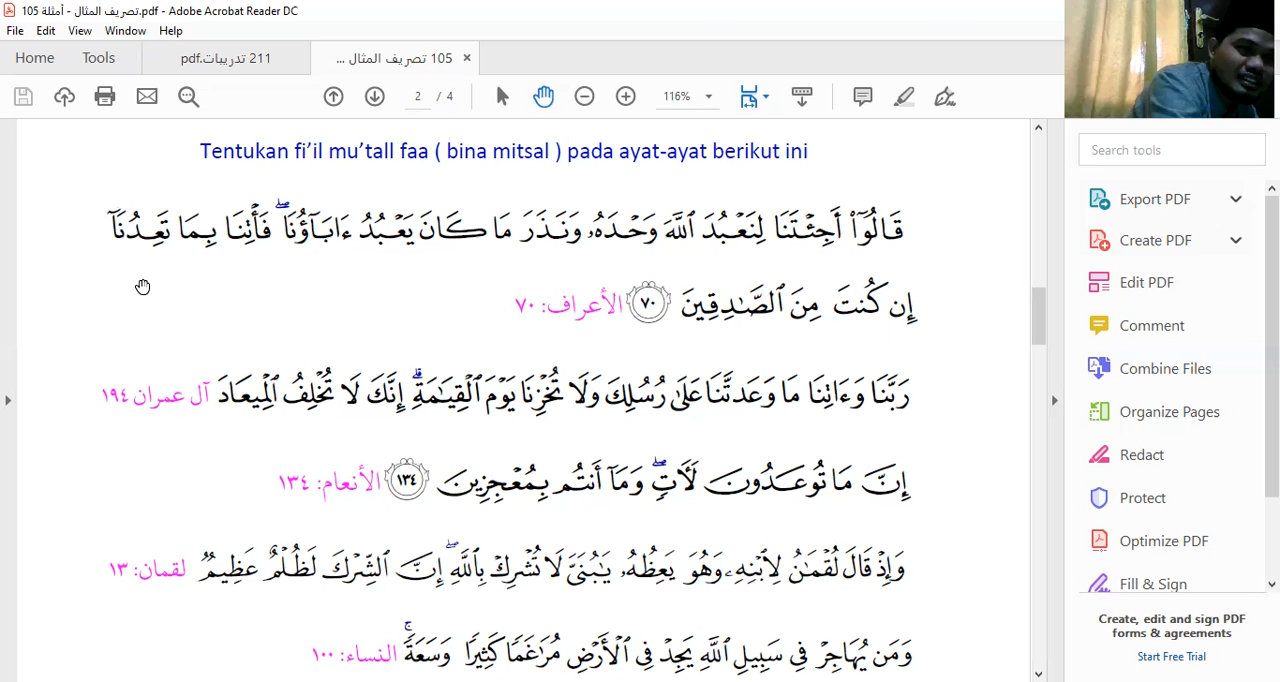 105 تصريف المثال - أمثلة.pdf - Adobe Acrobat Reader DC
File Edit View Window Help
Home Tools 211 تدريبات.pdf 105 تصريف المثال ... ×
2 / 4 116%
Search tools
Tentukan fi’il mu’tall faa ( bina mitsal ) pada ayat-ayat berikut ini
قَالُوٓا۟ أَجِئْتَنَا لِنَعْبُدَ ٱللَّهَ وَحْدَهُۥ وَنَذَرَ مَا كَانَ يَعْبُدُ ءَابَآؤُنَا ۖ فَأْتِنَا بِمَا تَعِدُنَآ
إِن كُنتَ مِنَ ٱلصَّـٰدِقِينَ ٧٠ الأعراف: ٧٠
رَبَّنَا وَءَاتِنَا مَا وَعَدتَّنَا عَلَىٰ رُسُلِكَ وَلَا تُخْزِنَا يَوْمَ ٱلْقِيَـٰمَةِ ۗ إِنَّكَ لَا تُخْلِفُ ٱلْمِيعَادَ آل عمران ١٩٤
إِنَّ مَا تُوعَدُونَ لَـَٔاتٍ ۖ وَمَآ أَنتُم بِمُعْجِزِينَ ١٣٤ الأنعام: ١٣٤
وَإِذْ قَالَ لُقْمَـٰنُ لِٱبْنِهِۦ وَهُوَ يَعِظُهُۥ يَـٰبُنَىَّ لَا تُشْرِكْ بِٱللَّهِ ۖ إِنَّ ٱلشِّرْكَ لَظُلْمٌ عَظِيمٌ لقمان: ١٣
وَمَن يُهَاجِرْ فِى سَبِيلِ ٱللَّهِ يَجِدْ فِى ٱلْأَرْضِ مُرَٰغَمًا كَثِيرًا وَسَعَةً ۚ النساء: ١٠٠
Export PDF
Create PDF
Edit PDF
Comment
Combine Files
Organize Pages
Redact
Protect
Optimize PDF
Fill & Sign
Create, edit and sign PDF
forms & agreements
Start Free Trial